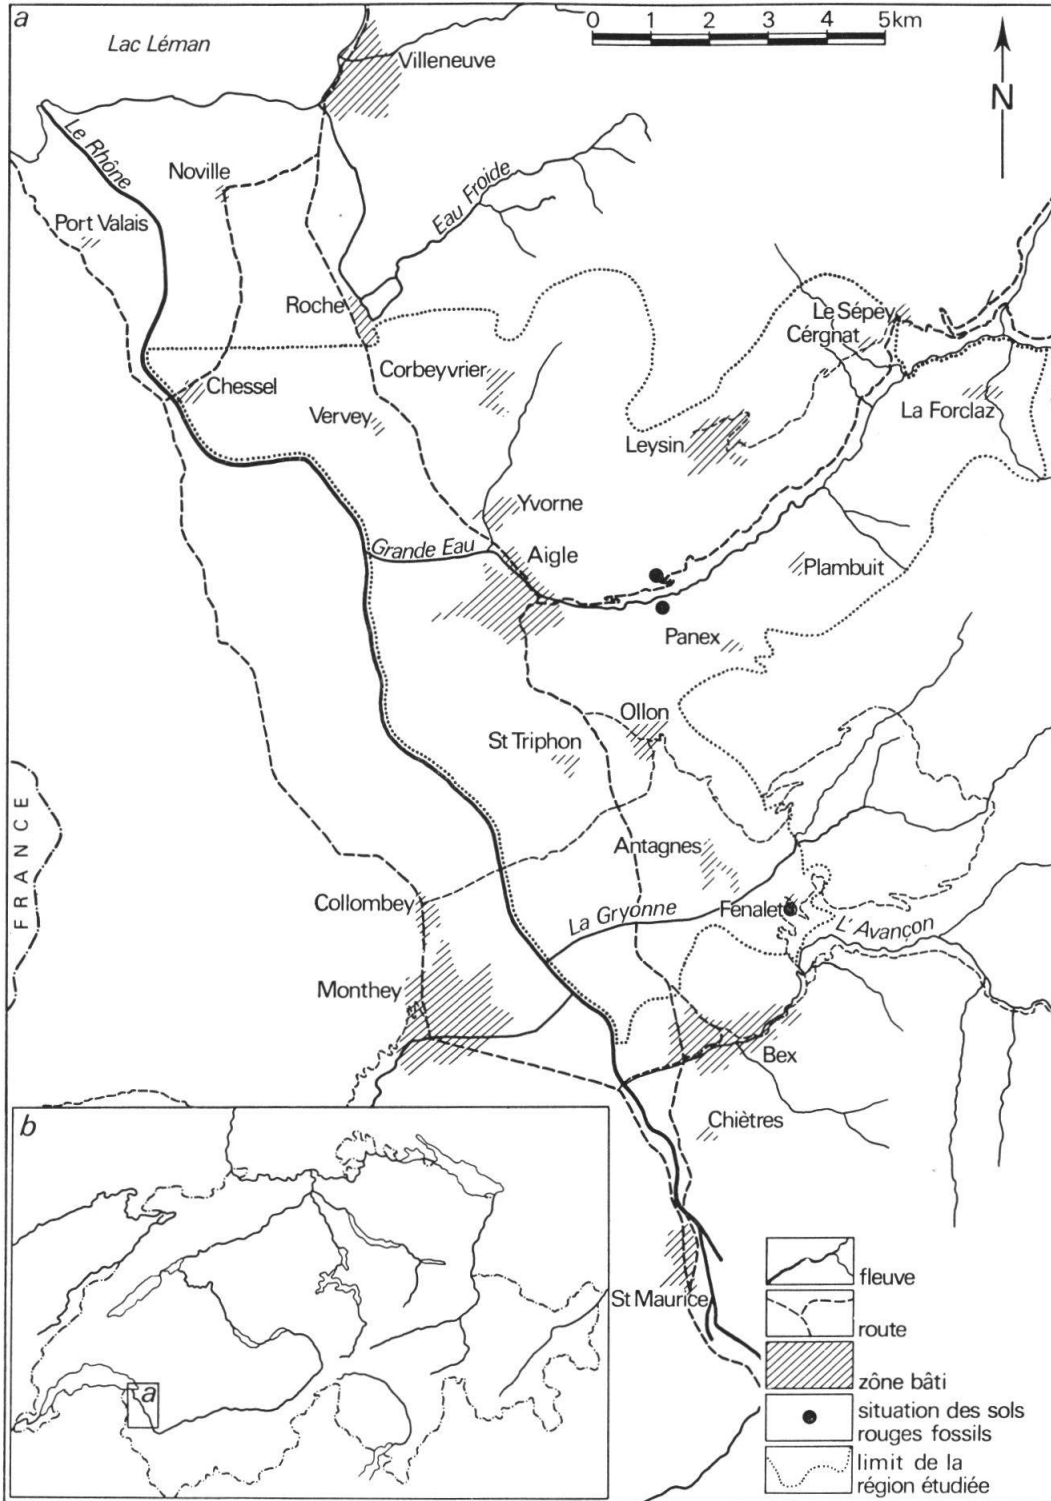 a
Lac Léman
Villeneuve
0 1 2 3 4 5km
N
Le Rhône
Noville
Eau Froide
Port Valais
Roche
Le Sépey
Cérgnat
Corbeyvrier
Chessel
La Forclaz
Vervey
Leysin
Yvorne
Grande Eau
Aigle
Plambuit
Panex
Ollon
St Triphon
FRANCE
Antagnes
Collombey
Fenalet
La Gryonne
L'Avançon
Monthey
Bex
Chiètres
St Maurice
b
a
fleuve
route
zône bâti
situation des sols
rouges fossils
limit de la
région étudiée